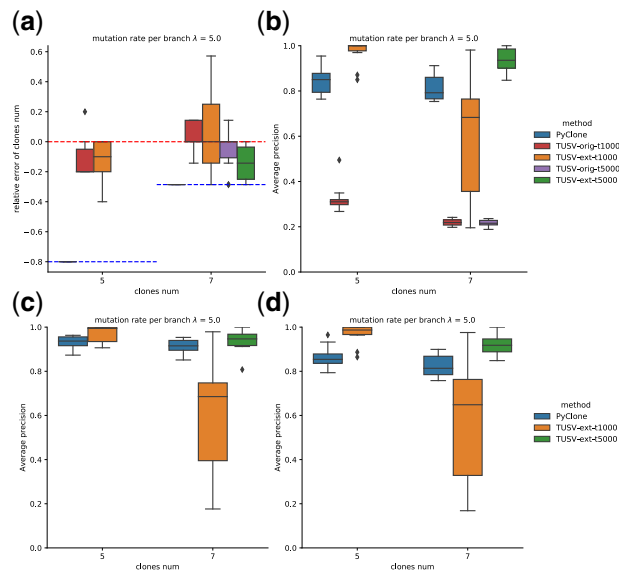 (a)
mutation rate per branch λ = 5.0
0.6
0.4
0.2
0.0
−0.2
−0.4
−0.6
−0.8
relative error of clones num
5
7
clones num
(b)
mutation rate per branch λ = 5.0
1.0
0.8
0.6
0.4
0.2
0.0
Average precision
5
7
clones num
method
PyClone
TUSV-orig-t1000
TUSV-ext-t1000
TUSV-orig-t5000
TUSV-ext-t5000
(c)
mutation rate per branch λ = 5.0
1.0
0.8
0.6
0.4
0.2
0.0
Average precision
5
7
clones num
(d)
mutation rate per branch λ = 5.0
1.0
0.8
0.6
0.4
0.2
0.0
Average precision
5
7
clones num
method
PyClone
TUSV-ext-t1000
TUSV-ext-t5000